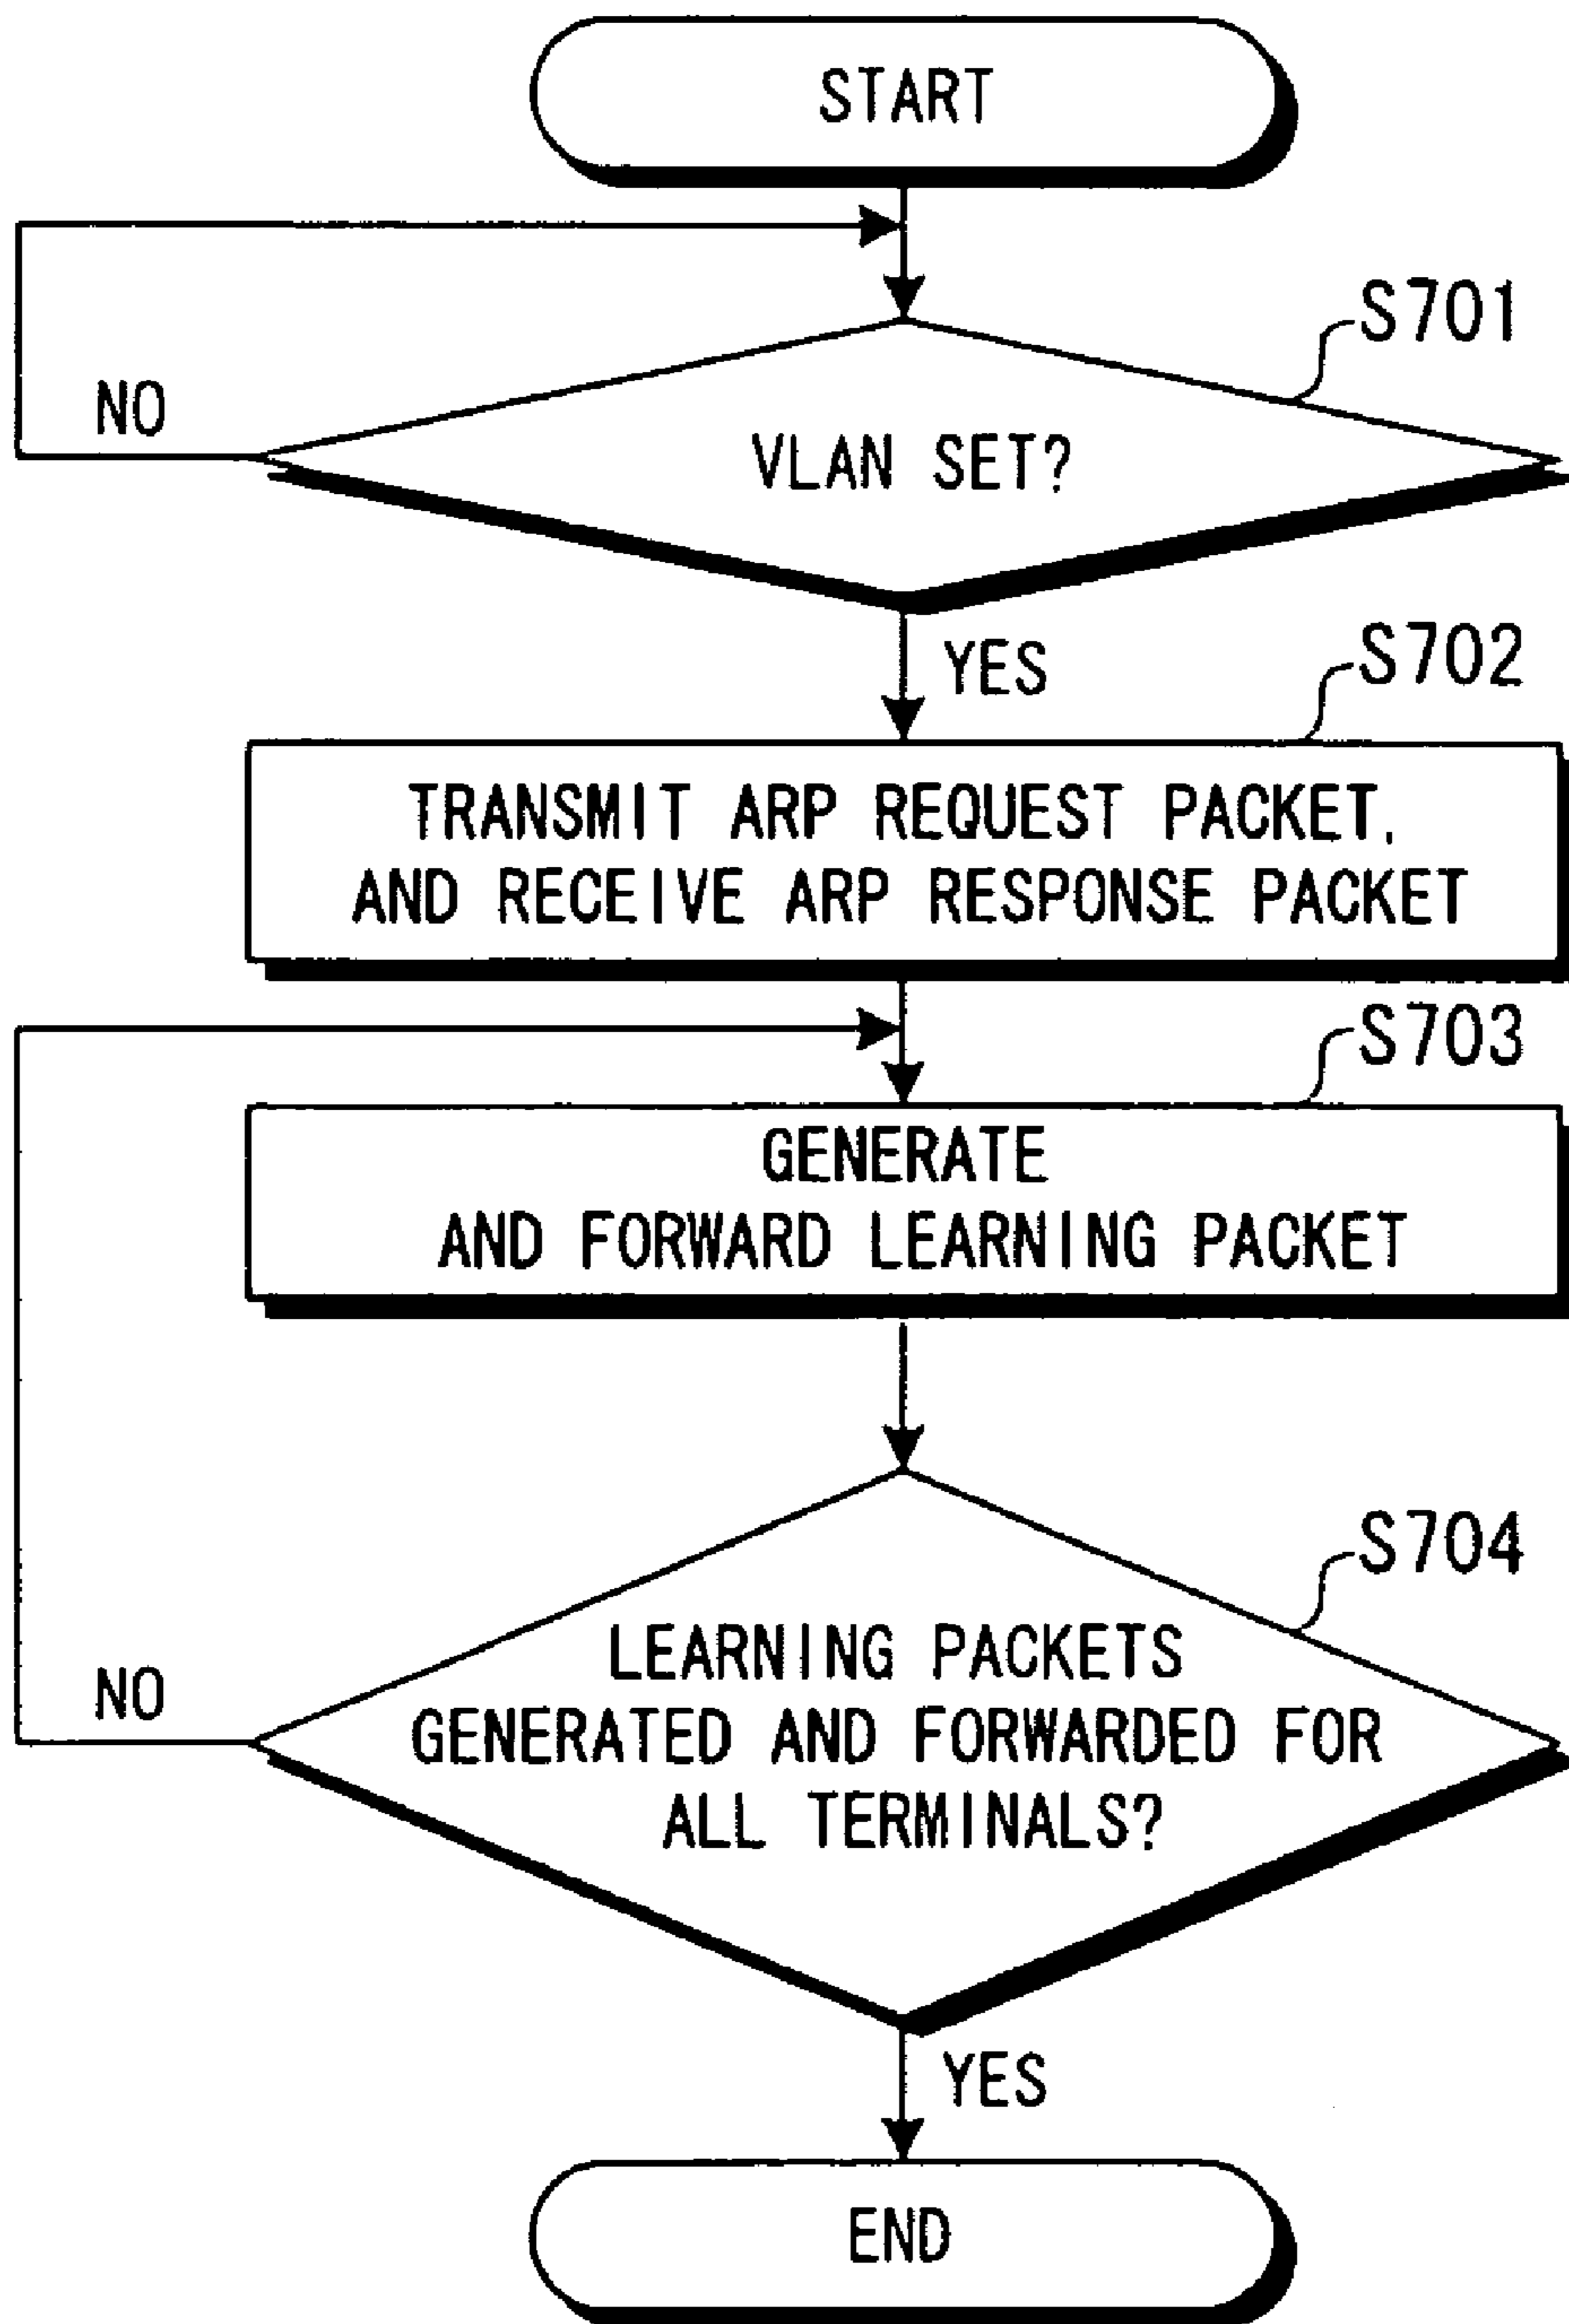 START
S701
NO
VLAN SET?
YES
S702
TRANSMIT ARP REQUEST PACKET,
AND RECEIVE ARP RESPONSE PACKET
S703
GENERATE
AND FORWARD LEARNING PACKET
S704
LEARNING PACKETS
NO
GENERATED AND FORWARDED FOR
ALL TERMINALS?
YES
END